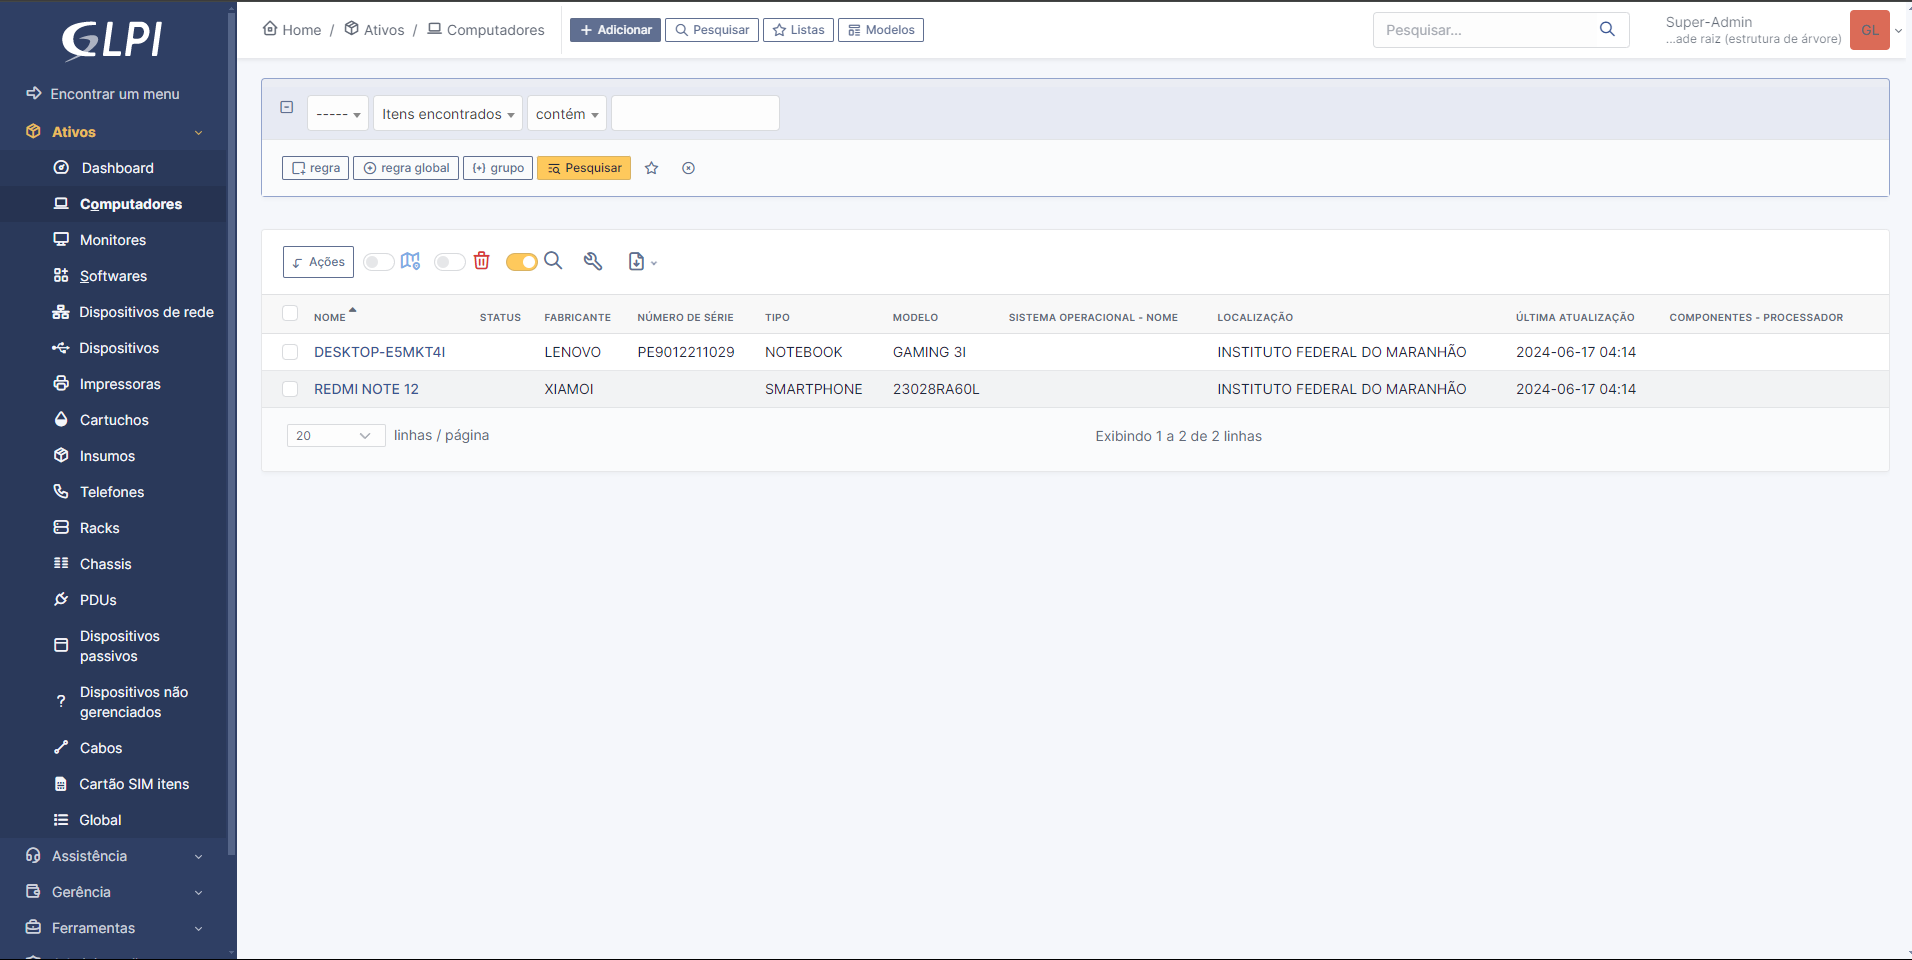 GLPI
Encontrar um menu
Ativos
Dashboard
Computadores
Monitores
Softwares
Dispositivos de rede
Dispositivos
Impressoras
Cartuchos
Insumos
Telefones
Racks
Chassis
PDUs
Dispositivos
passivos
Dispositivos não
gerenciados
Cabos
Cartão SIM itens
Global
Assistência
Gerência
Ferramentas
Home / Ativos / Computadores + Adicionar Pesquisar Listas Modelos Pesquisar... Super-Admin GL
...ade raiz (estrutura de árvore)
----- Itens encontrados contém
regra regra global grupo Pesquisar
Ações
NOME STATUS FABRICANTE NÚMERO DE SÉRIE TIPO MODELO SISTEMA OPERACIONAL - NOME LOCALIZAÇÃO ÚLTIMA ATUALIZAÇÃO COMPONENTES - PROCESSADOR
DESKTOP-E5MKT4I LENOVO PE9012211029 NOTEBOOK GAMING 3I INSTITUTO FEDERAL DO MARANHÃO 2024-06-17 04:14
REDMI NOTE 12 XIAMOI SMARTPHONE 23028RA60L INSTITUTO FEDERAL DO MARANHÃO 2024-06-17 04:14
20 linhas / página Exibindo 1 a 2 de 2 linhas